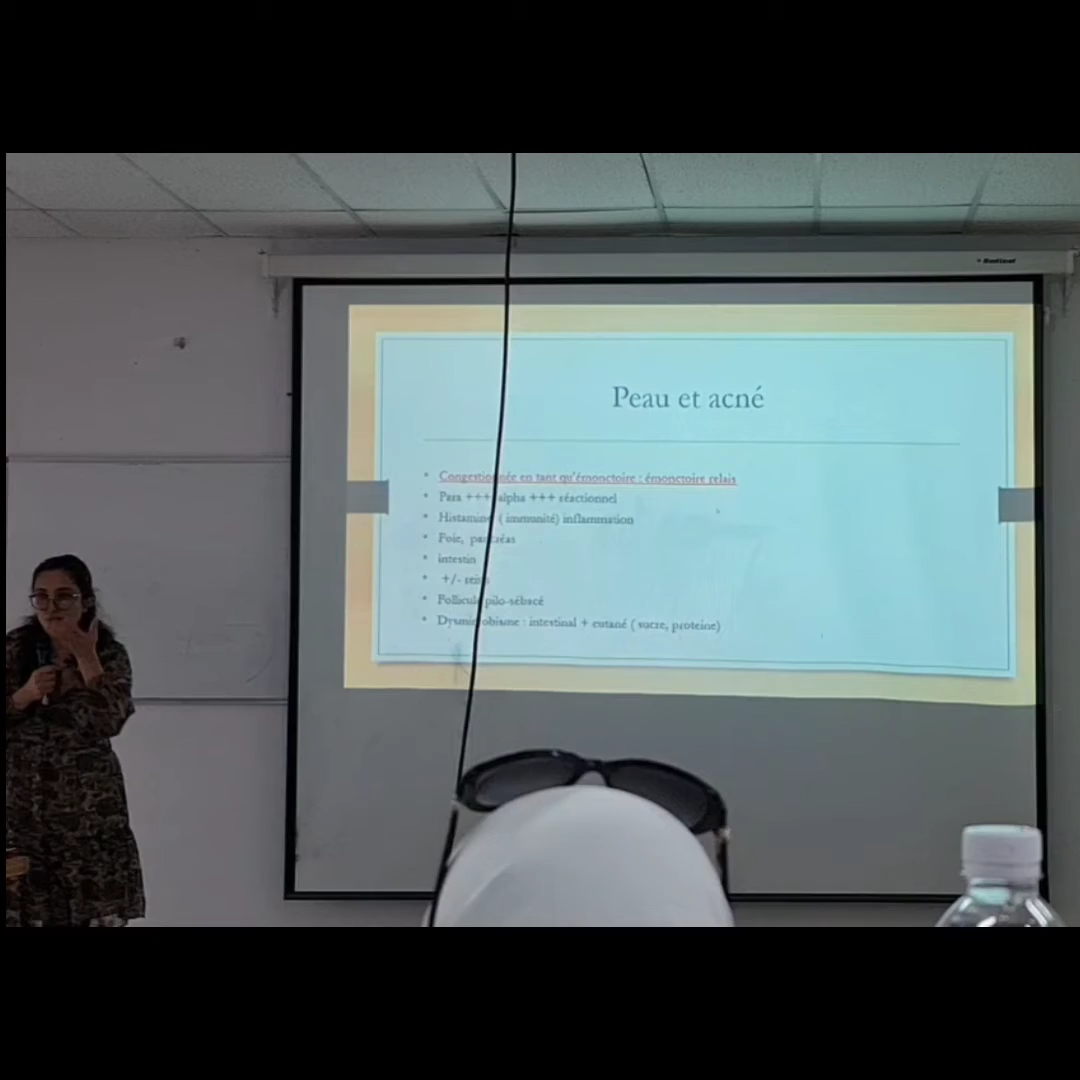 Peau et acné
• Congestionnée en tant qu'émonctoire : émonctoire relais
• Para +++ alpha +++ réactionnel
• Histamine ( immunité) inflammation
• Foie, pancréas
• intestin
• +/-
• Follicule pilo-sébacé
• Dysmicrobisme : intestinal + cutané ( sucre, proteine)